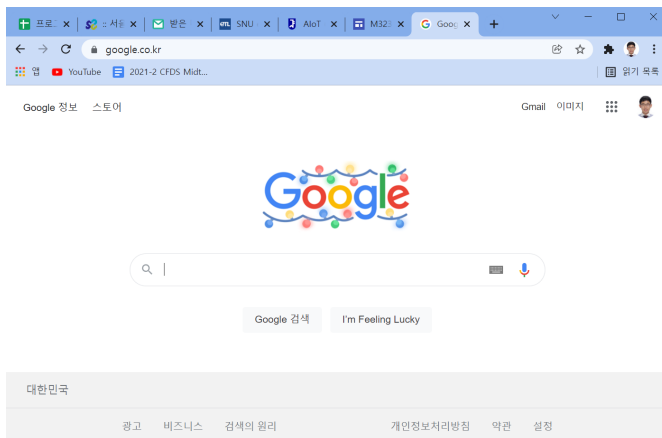 프로 서울 받은 SNU AIoT M323 Goog
google.co.kr
앱 YouTube 2021-2 CFDS Midt... 읽기 목록
Google 정보 스토어 Gmail 이미지
Google
Google 검색 I'm Feeling Lucky
대한민국
광고 비즈니스 검색의 원리 개인정보처리방침 약관 설정